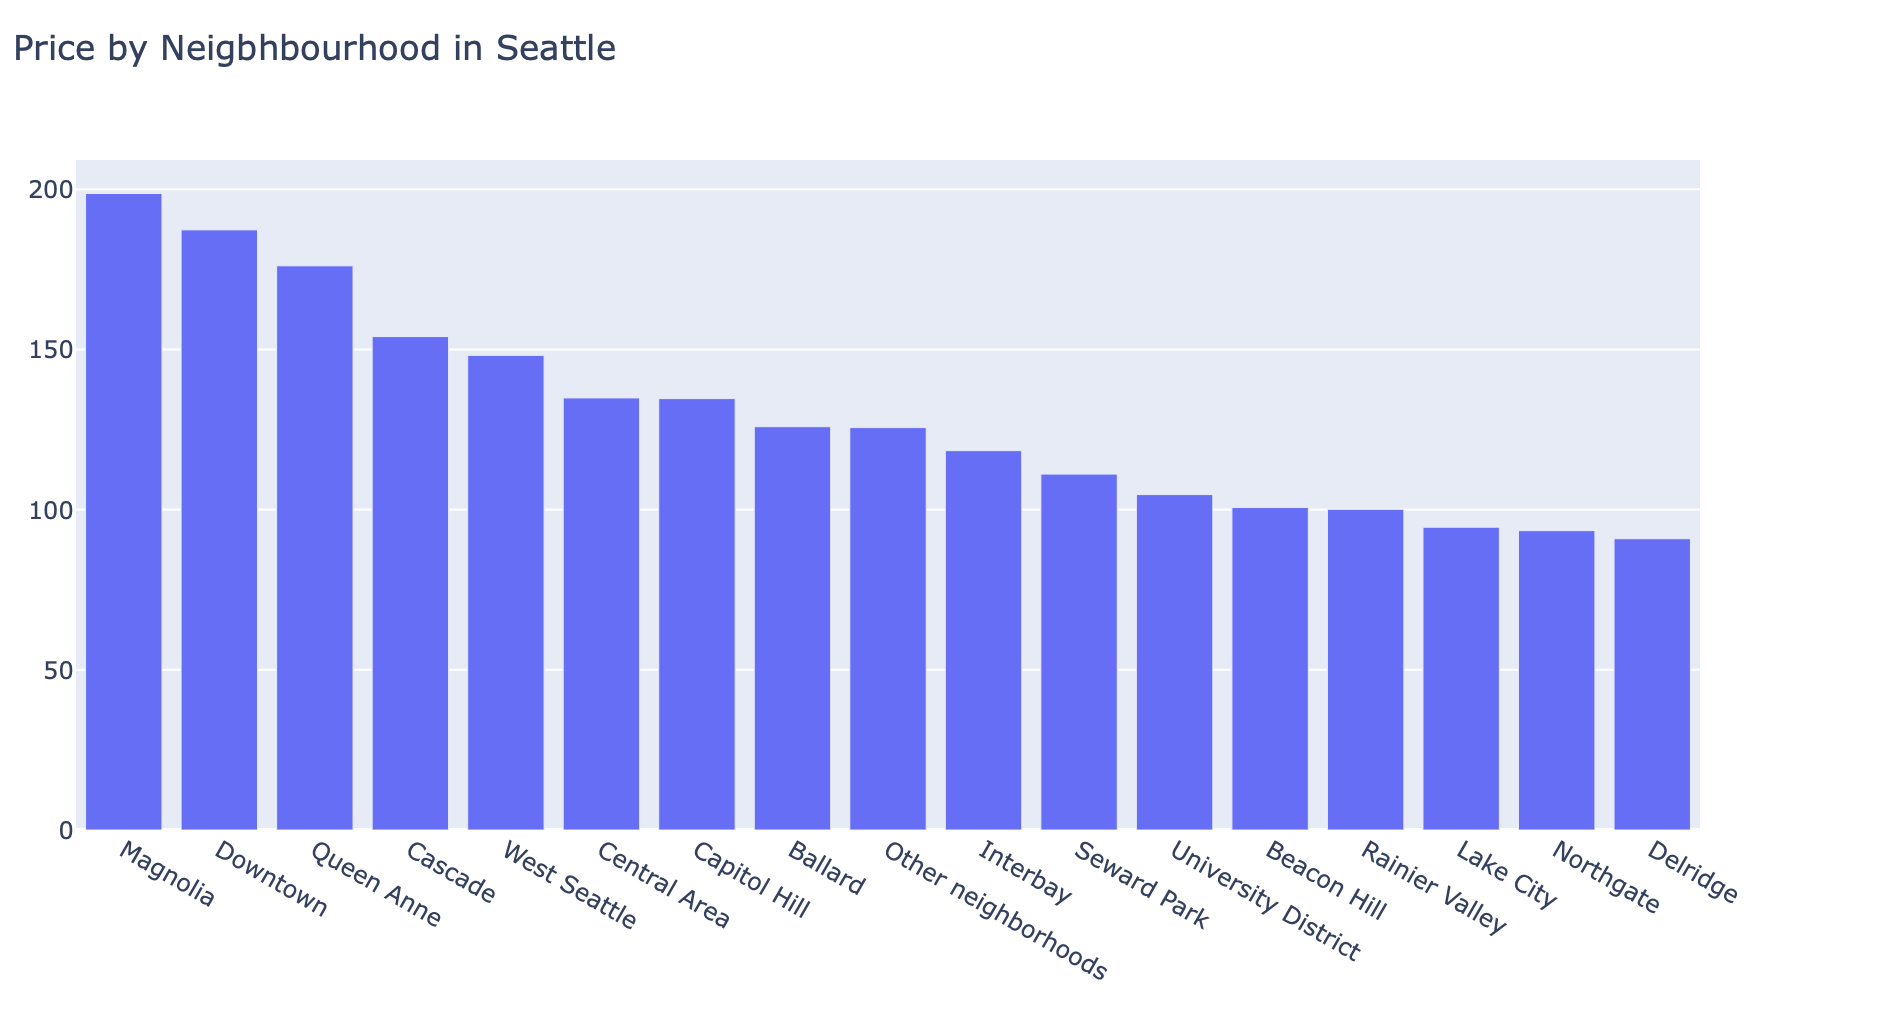 Price by Neigbhbourhood in Seattle
200
150
100
50
0
Magnolia
Downtown
Queen Anne
Cascade
West Seattle
Central Area
Capitol Hill
Ballard
Other neighborhoods
Interbay
Seward Park
University District
Beacon Hill
Rainier Valley
Lake City
Northgate
Delridge